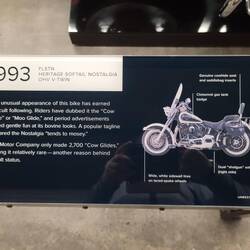 993
FLSTN
HERITAGE SOFTAIL NOSTALGIA
OHV V-TWIN
unusual appearance of this bike has earned
cult following. Riders have dubbed it the "Cow
" or "Moo Glide," and period advertisements
ed gentle fun at its bovine looks. A popular tagline
ared the Nostalgia "tends to mosey."
Motor Company only made 2,700 "Cow Glides,"
ing it relatively rare—another reason behind
lt status.
Genuine cowhide seat
and saddlebag inserts
Chromed gas tank
badge
Wide, white sidewall tires
on laced-spoke wheels
Dual "shotgun"
(right side)